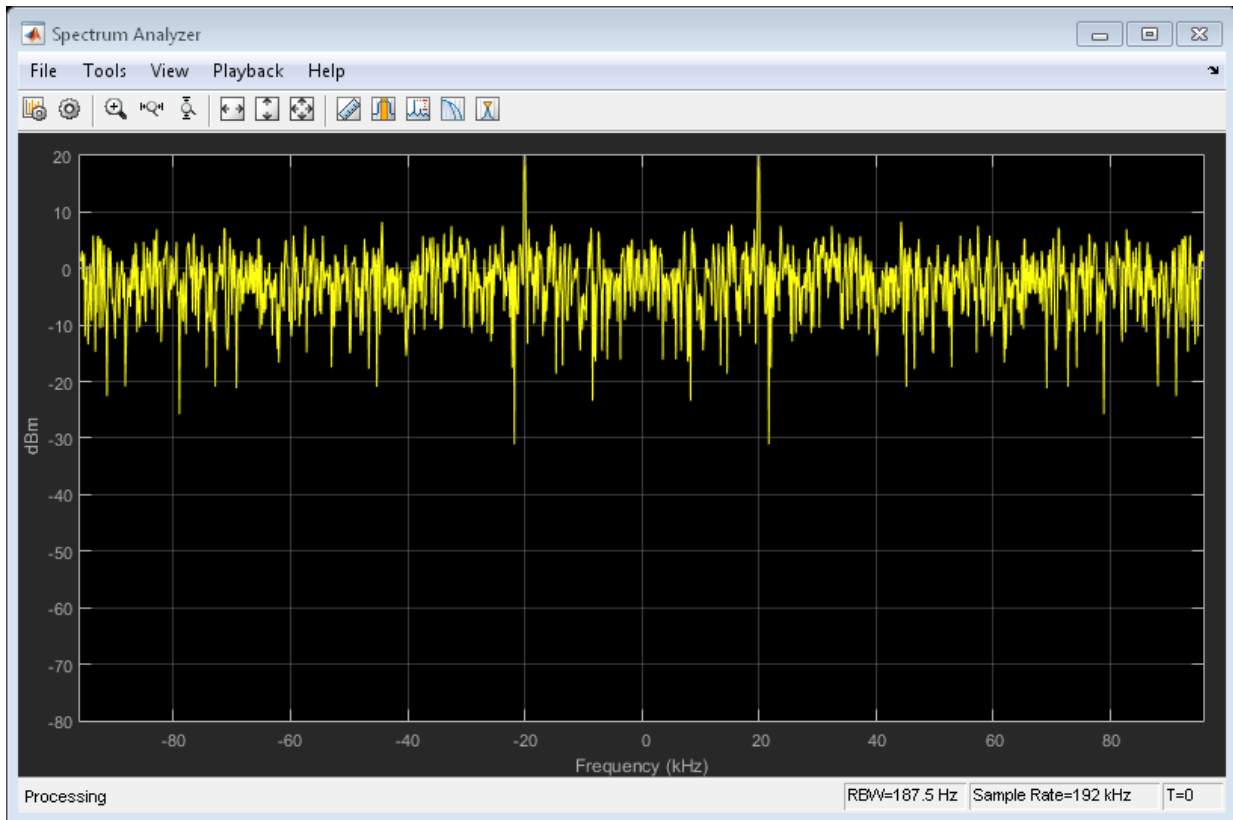 Spectrum Analyzer
File Tools View Playback Help
20
10
0
-10
-20
-30
-40
-50
-60
-70
-80
dBm
-80 -60 -40 -20 0 20 40 60 80
Frequency (kHz)
Processing RBW=187.5 Hz Sample Rate=192 kHz T=0